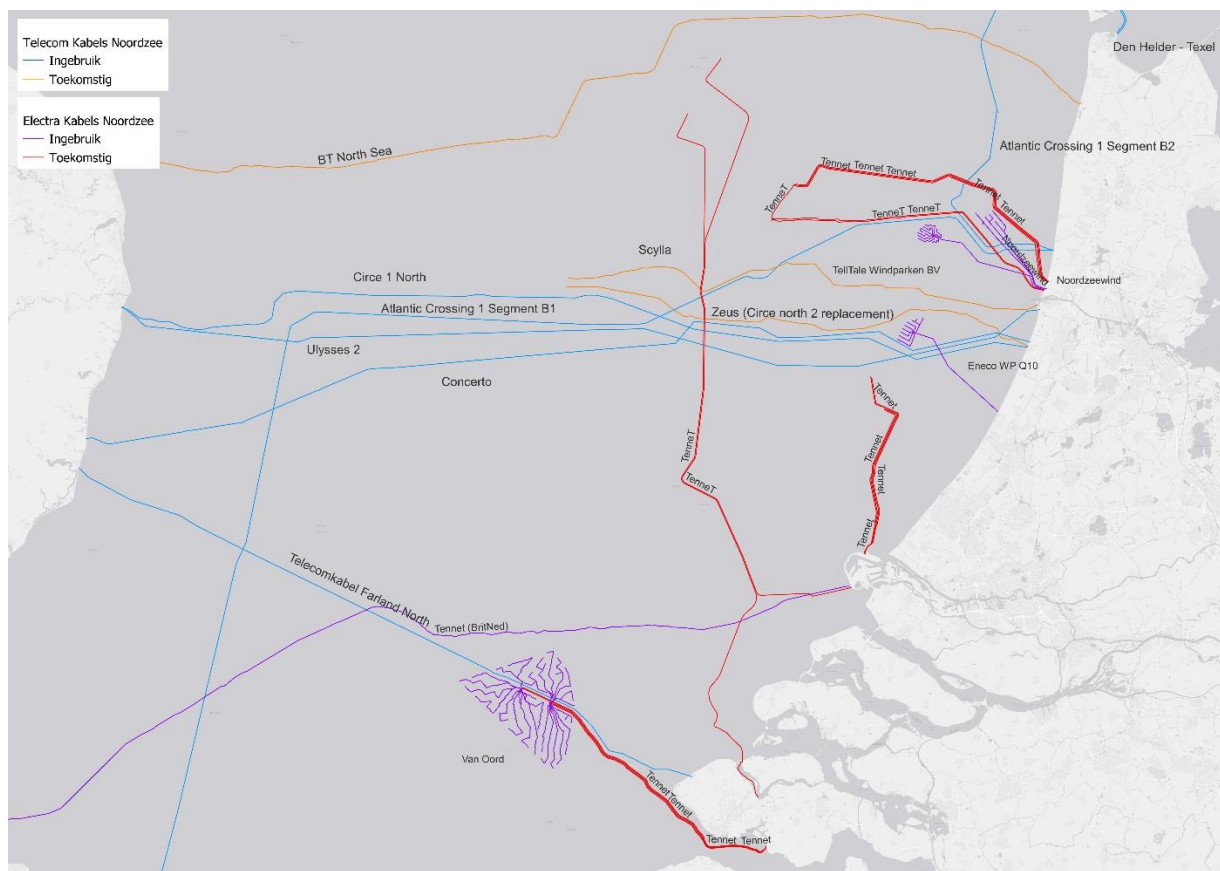 Telecom Kabels Noordzee
Ingebruik
Toekomstig
Electra Kabels Noordzee
Ingebruik
Toekomstig
Den Helder - Texel
BT North Sea
Atlantic Crossing 1 Segment B2
Tennet Tennet Tennet
Tennet
Tennet
TenneT
TenneT TenneT
Noordzeewind
Scylla
TellTale Windparken BV
Noordzeewind
Circe 1 North
Atlantic Crossing 1 Segment B1
Zeus (Circe north 2 replacement)
Ulysses 2
Eneco WP Q10
Concerto
Tennet
TenneT
Tennet
TenneT
Tennet
Tennet
Telecomkabel Farland North
Tennet (BritNed)
Van Oord
TennetTennet
Tennet Tennet